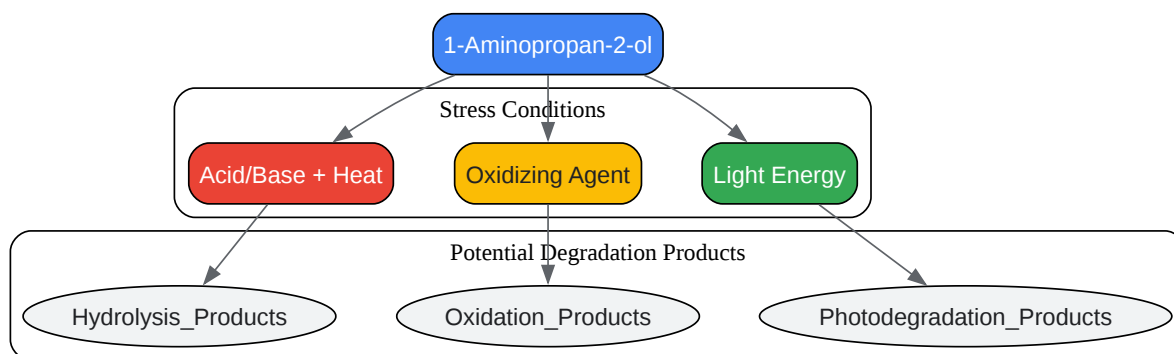 1-Aminopropan-2-ol
Stress Conditions
Acid/Base + Heat
Oxidizing Agent
Light Energy
Potential Degradation Products
Hydrolysis_Products
Oxidation_Products
Photodegradation_Products